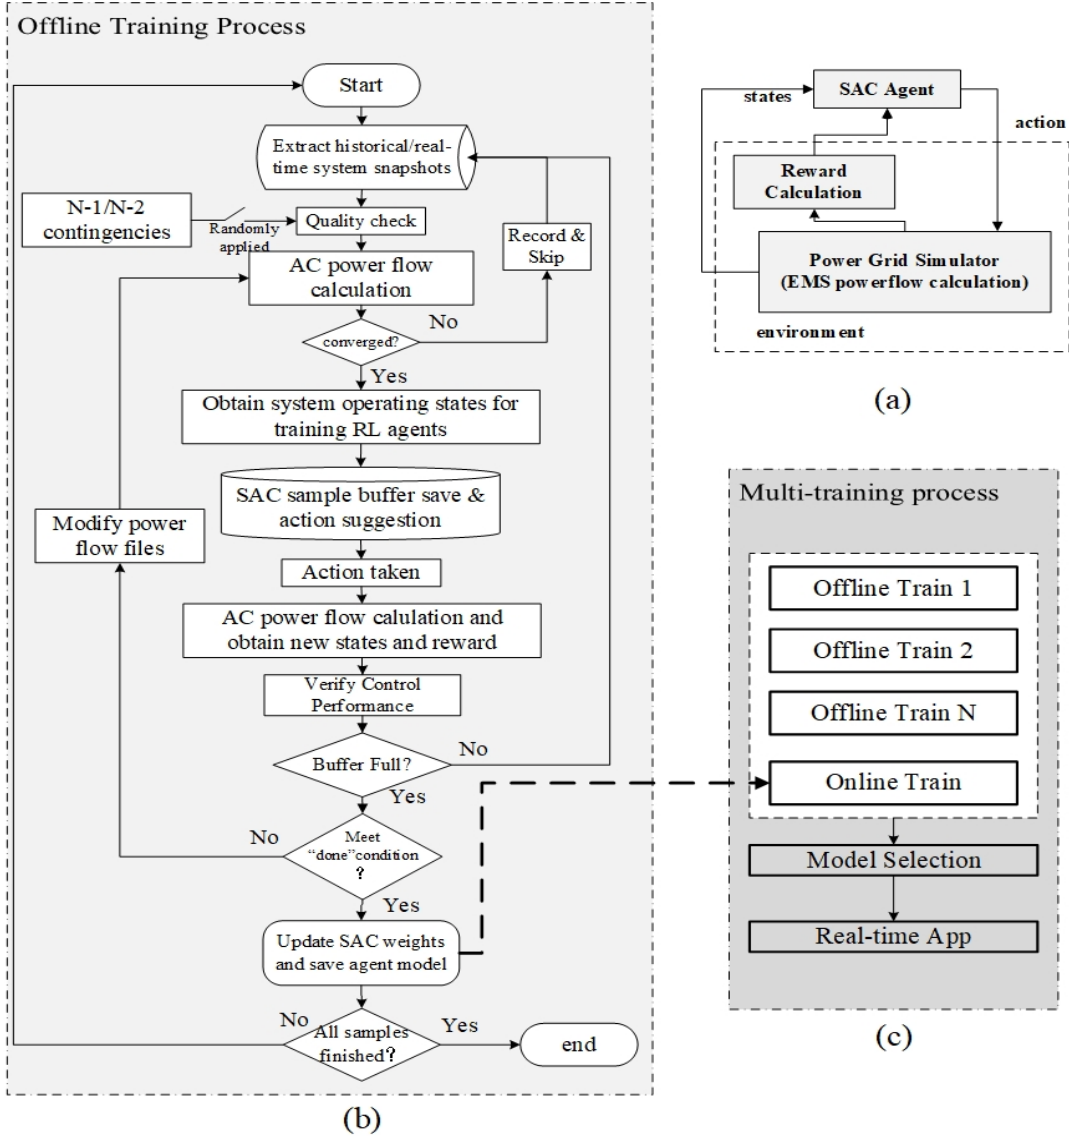 Offline Training Process
Start
Extract historical/real-
time system snapshots
N-1/N-2
contingencies
Randomly
applied
Quality check
Record &
Skip
AC power flow
calculation
No
converged?
Yes
Obtain system operating states for
training RL agents
SAC sample buffer save &
action suggestion
Modify power
flow files
Action taken
AC power flow calulation and
obtain new states and reward
Verify Control
Performance
Buffer Full?
No
Yes
No
Meet
“done”condition
?
Yes
Update SAC weights
and save agent model
No
All samples
finished?
Yes
end
(b)
states
SAC Agent
action
Reward
Calculation
Power Grid Simulator
(EMS powerflow calculation)
environment
(a)
Multi-training process
Offline Train 1
Offline Train 2
Offline Train N
Online Train
Model Selection
Real-time App
(c)